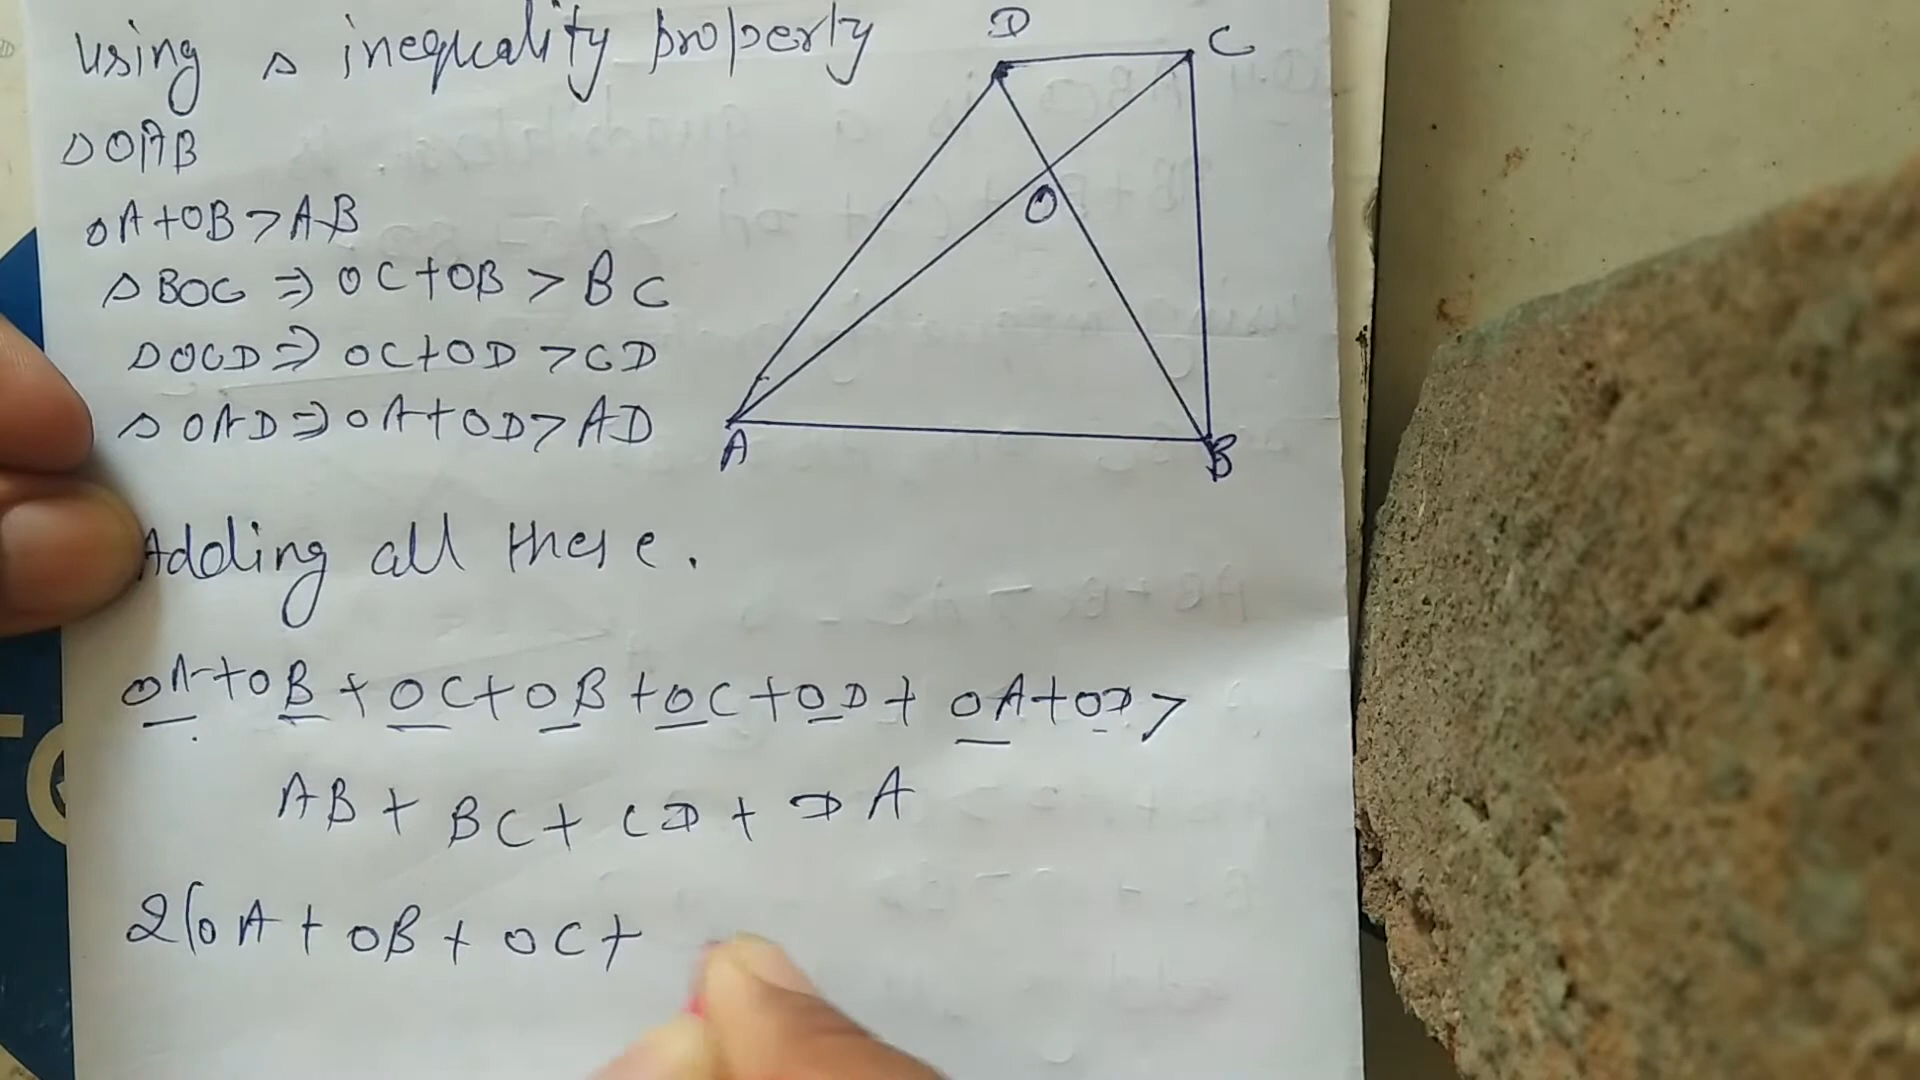 using △ inequality property
△OAB
OA+OB>AB
△BOC ⇒ OC+OB > BC
△OCD ⇒ OC+OD >CD
△OAD ⇒ OA+OD>AD
D
C
O
A
B
Adding all these.
OA+OB+OC+OB+OC+OD+OA+OD>
AB+BC+CD+DA
2(OA+OB+OC+